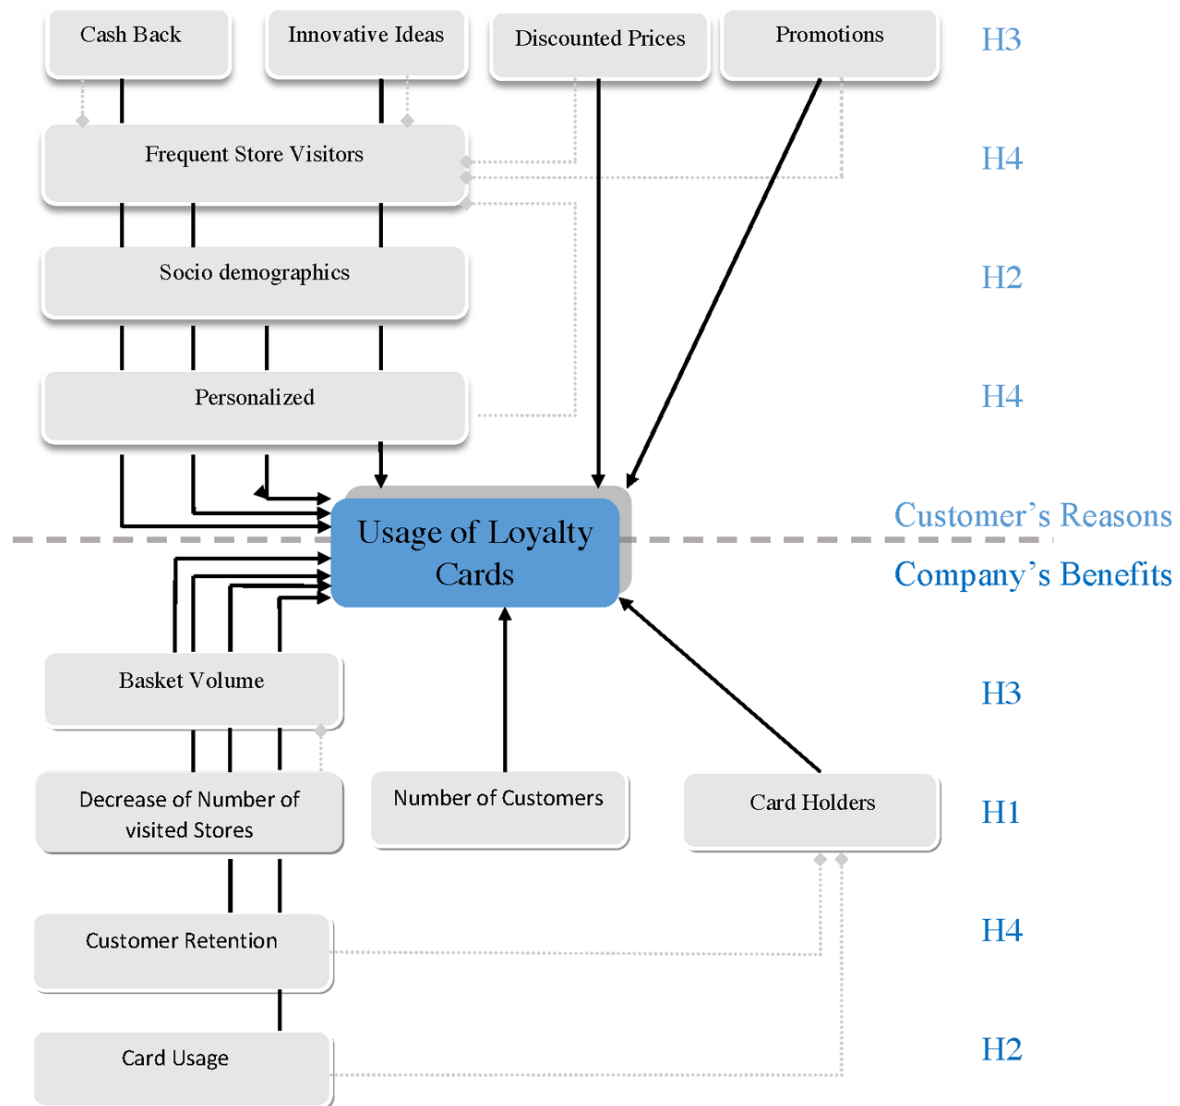 Cash Back
Innovative Ideas
Discounted Prices
Promotions
H3
Frequent Store Visitors
H4
Socio demographics
H2
Personalized
H4
Usage of Loyalty
Cards
Customer’s Reasons
Company’s Benefits
Basket Volume
H3
Decrease of Number of
visited Stores
Number of Customers
Card Holders
H1
Customer Retention
H4
Card Usage
H2